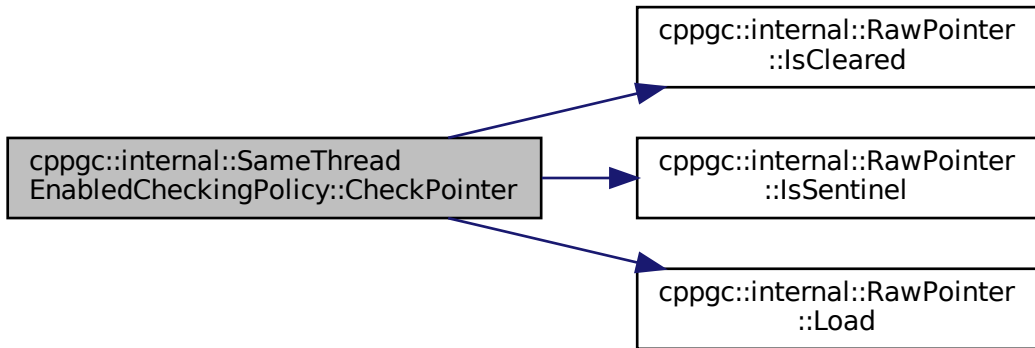 cppgc::internal::RawPointer
::IsCleared
cppgc::internal::SameThread
EnabledCheckingPolicy::CheckPointer
cppgc::internal::RawPointer
::IsSentinel
cppgc::internal::RawPointer
::Load